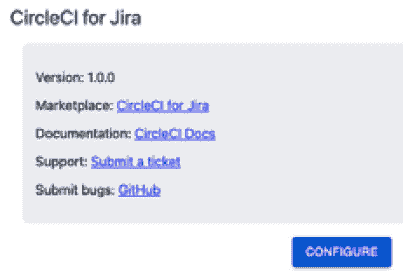 CircleCI for Jira
Version: 1.0.0
Marketplace: CircleCI for Jira
Documentation: CircleCI Docs
Support: Submit a ticket
Submit bugs: GitHub
CONFIGURE